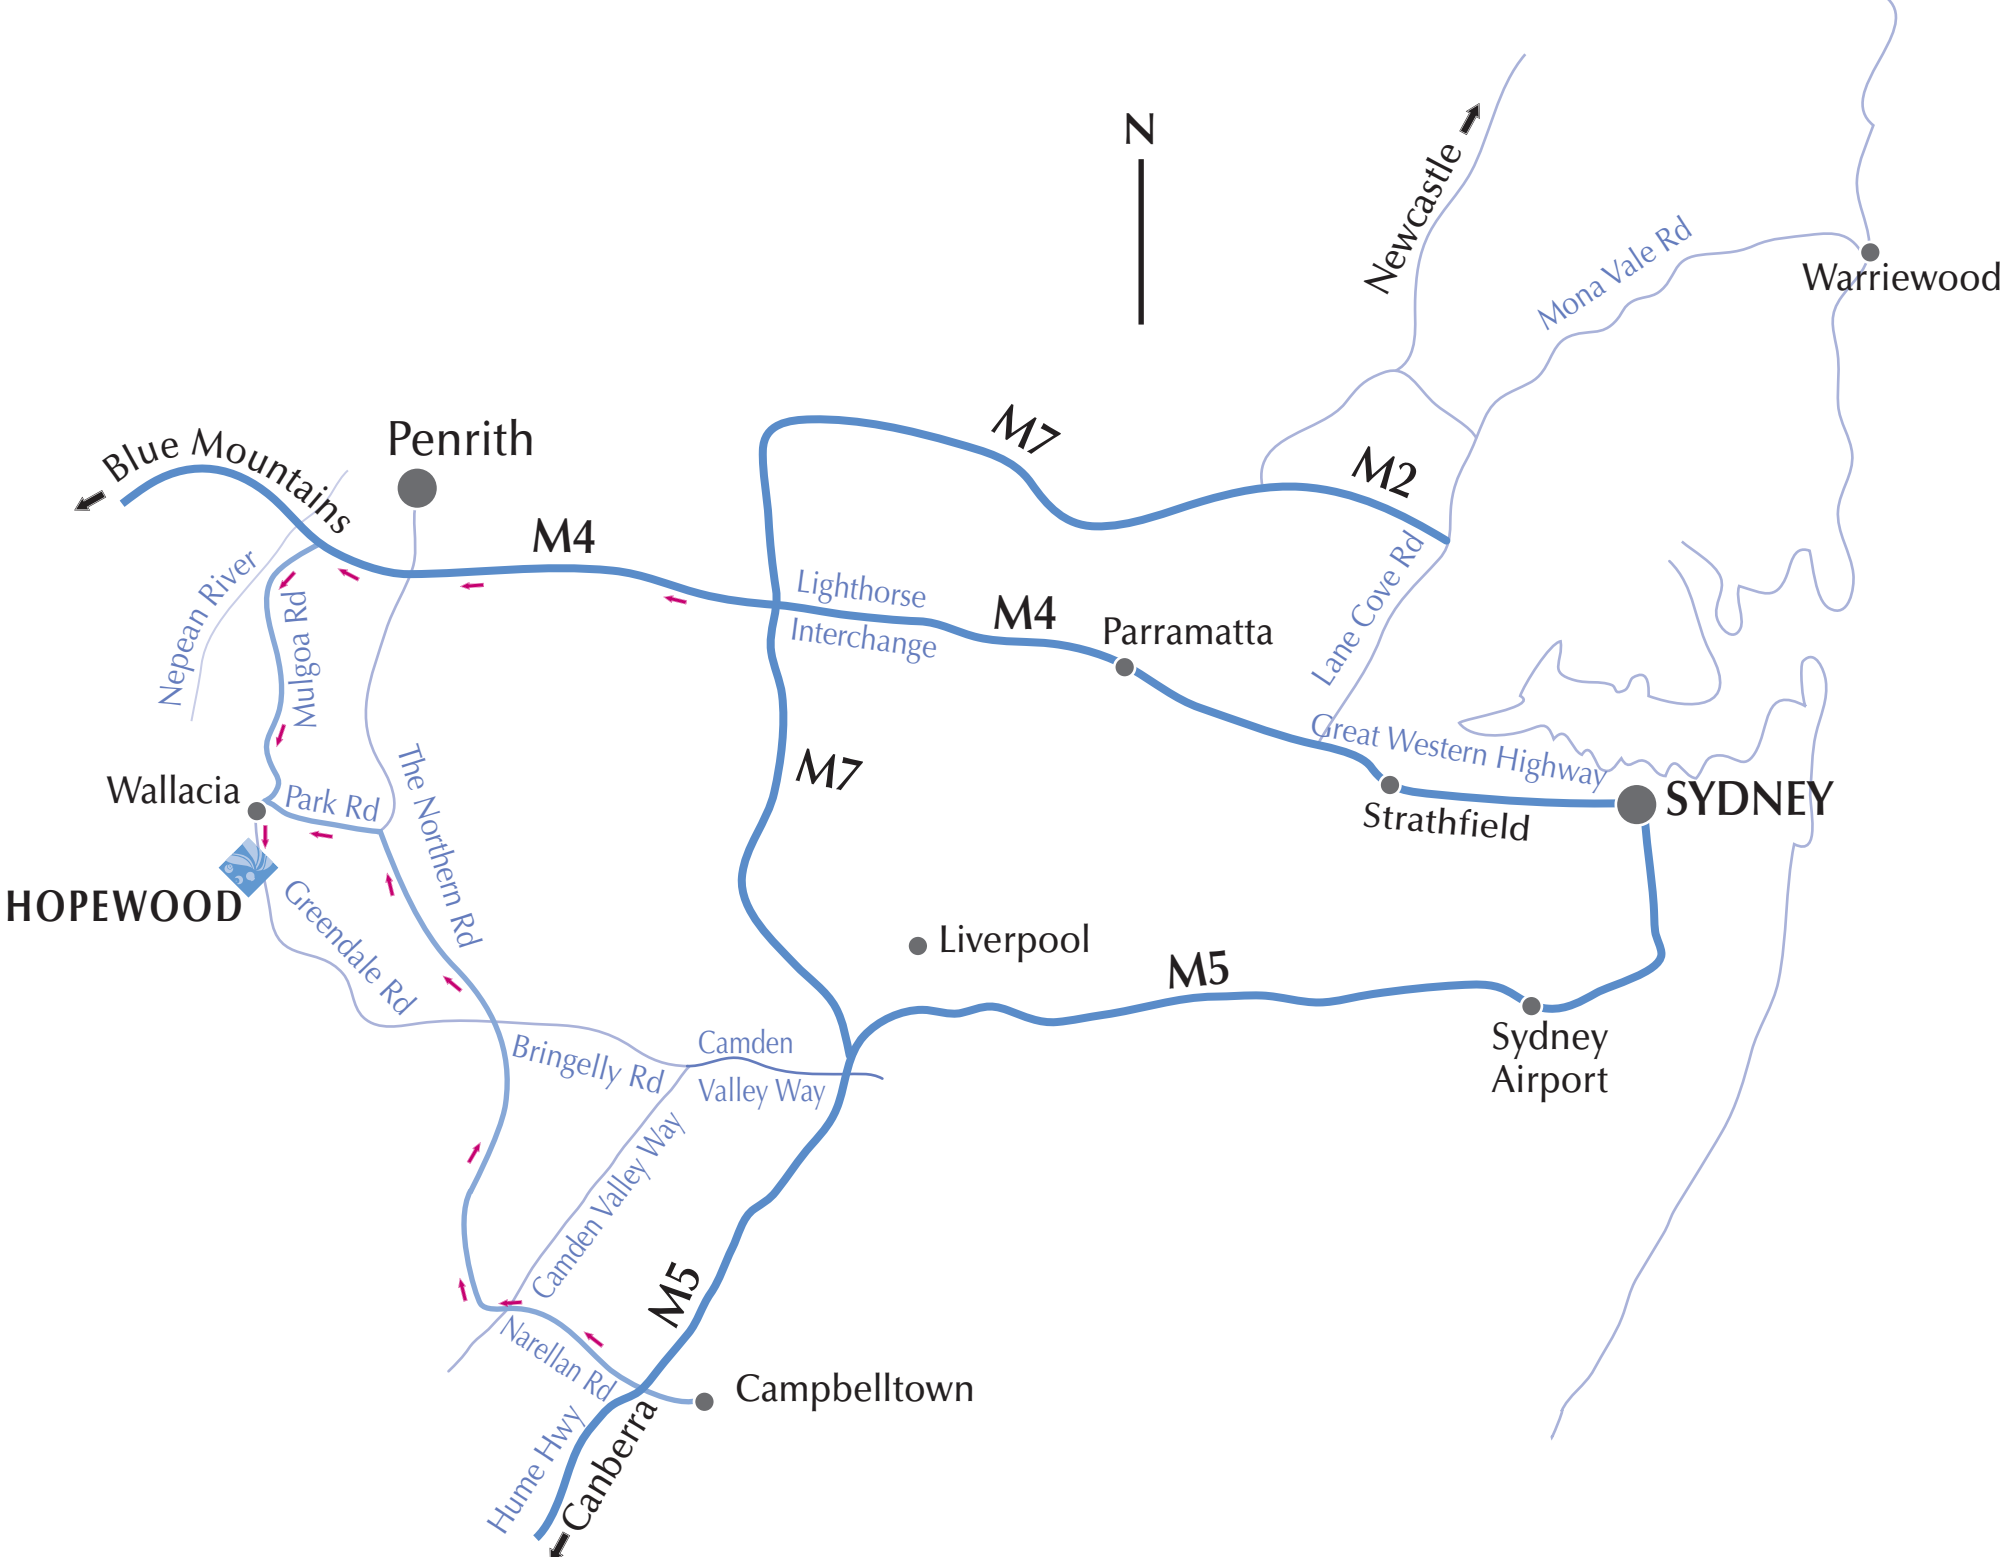 N
Newcastle
Mona Vale Rd
Warriewood
Blue Mountains
Penrith
M7
M2
M4
Nepean River
Mulgoa Rd
Lighthorse
Interchange
M4
Parramatta
Lane Cove Rd
Great Western Highway
M7
Wallacia
Park Rd
The Northern Rd
Strathfield
SYDNEY
HOPEWOOD
Greendale Rd
Liverpool
M5
Sydney
Airport
Bringelly Rd
Camden
Valley Way
Camden Valley Way
M5
Narellan Rd
Campbelltown
Hume Hwy
Canberra